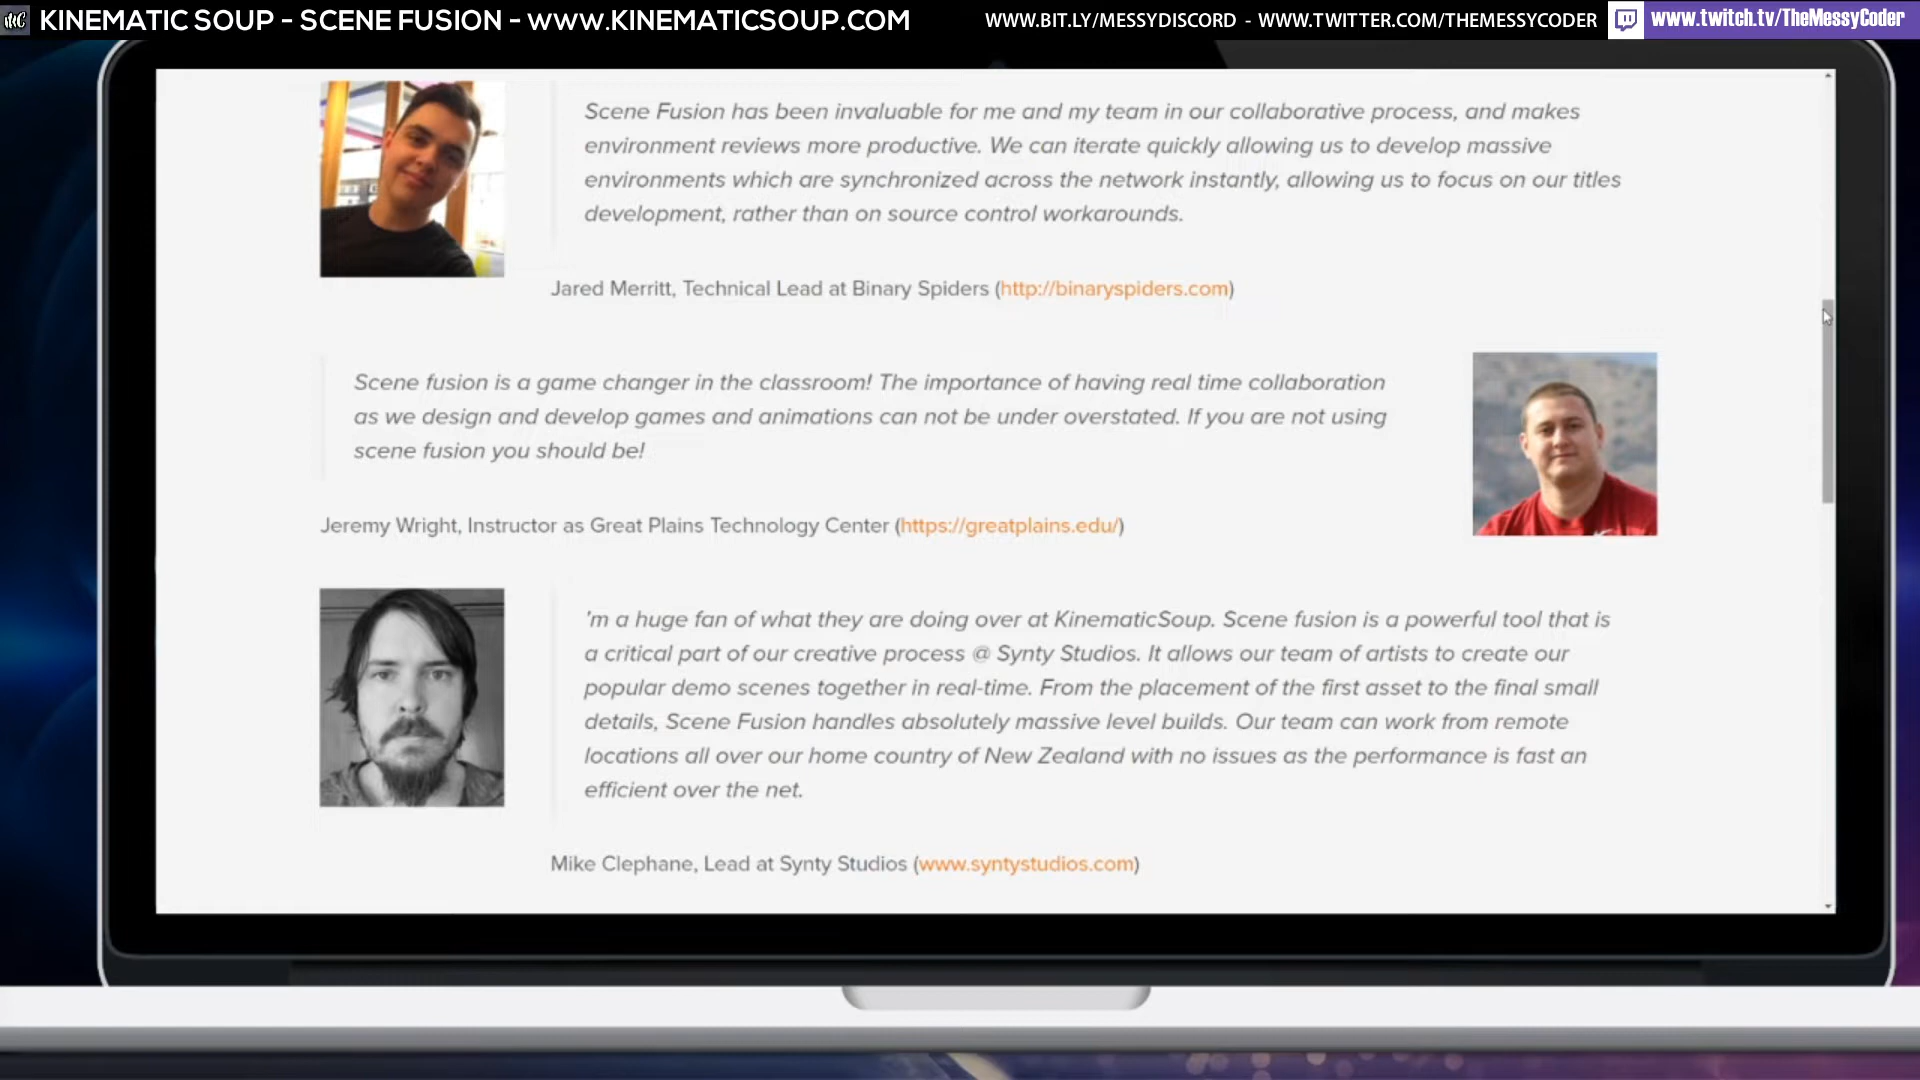 KINEMATIC SOUP - SCENE FUSION - www.KINEMATICSOUP.COM
WWW.BIT.LY/MESSYDISCORD - WWW.TWITTER.COM/THEMESSYCODER
www.twitch.tv/TheMessyCoder
Scene Fusion has been invaluable for me and my team in our collaborative process, and makes
environment reviews more productive. We can iterate quickly allowing us to develop massive
environments which are synchronized across the network instantly, allowing us to focus on our titles
development, rather than on source control workarounds.
Jared Merritt, Technical Lead at Binary Spiders (http://binaryspiders.com)
Scene fusion is a game changer in the classroom! The importance of having real time collaboration
as we design and develop games and animations can not be under overstated. If you are not using
scene fusion you should be!
Jeremy Wright, Instructor as Great Plains Technology Center (https://greatplains.edu/)
'm a huge fan of what they are doing over at KinematicSoup. Scene fusion is a powerful tool that is
a critical part of our creative process @ Synty Studios. It allows our team of artists to create our
popular demo scenes together in real-time. From the placement of the first asset to the final small
details, Scene Fusion handles absolutely massive level builds. Our team can work from remote
locations all over our home country of New Zealand with no issues as the performance is fast an
efficient over the net.
Mike Clephane, Lead at Synty Studios (www.syntystudios.com)